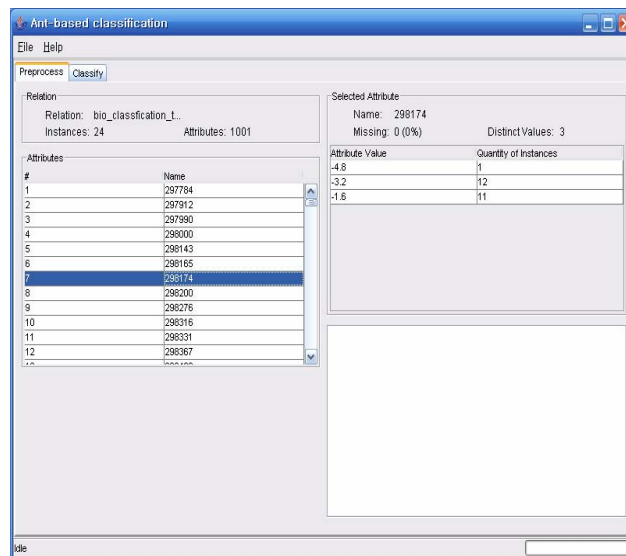 Ant-based classification
File Help
Preprocess Classify
Relation
Relation: bio_classfication_t...
Instances: 24 Attributes: 1001
Attributes
# Name
1 297784
2 297912
3 297990
4 298000
5 298143
6 298165
7 298174
8 298200
9 298276
10 298316
11 298331
12 298367
Selected Attribute
Name: 298174
Missing: 0 (0%) Distinct Values: 3
Attribute Value Quantity of Instances
-4.8 1
-3.2 12
-1.6 11
Idle